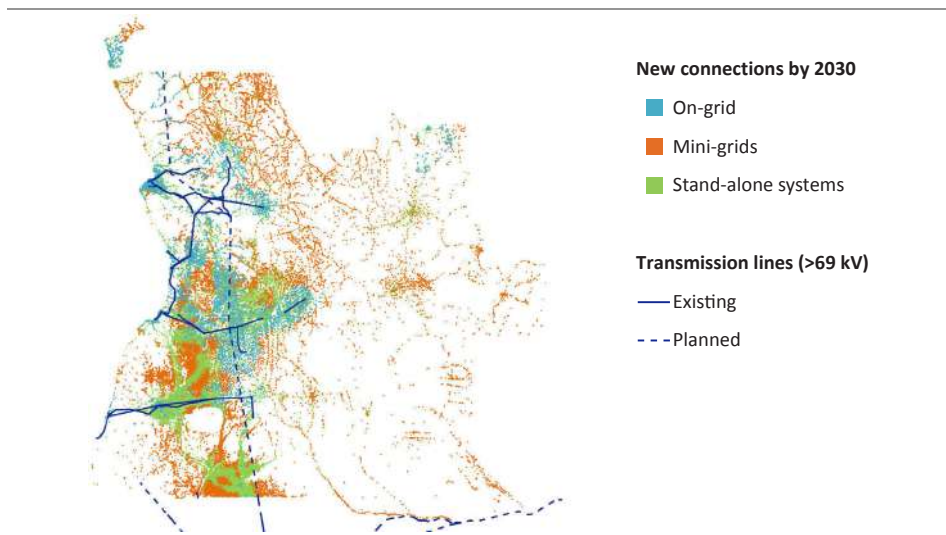 New connections by 2030
On-grid
Mini-grids
Stand-alone systems
Transmission lines (>69 kV)
Existing
Planned